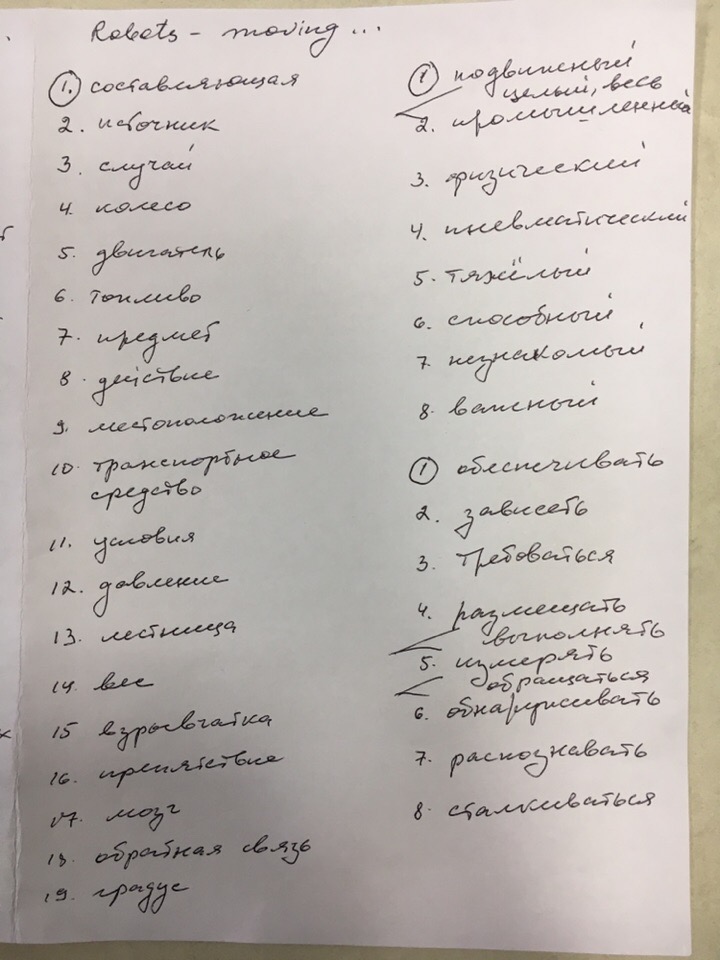 Robots - moving ...
1. составляющая
2. источник
3. случай
4. колесо
5. двигатель
6. топливо
7. предмет
8. действие
9. местоположение
10. транспортное
средство
11. условия
12. давление
13. лестница
14. вес
15 взрывчатка
16. препятствие
17. мозг
18. обратная связь
19. градус
1 подвижный
целый, весь
2. промышленный
3. физический
4. пневматический
5. тяжёлый
6. способный
7. незнакомый
8. важный
1 обеспечивать
2. зависеть
3. требоваться
4. размещать
выполнять
5. измерять
обращаться
6. обнаруживать
7. распознавать
8. сталкиваться